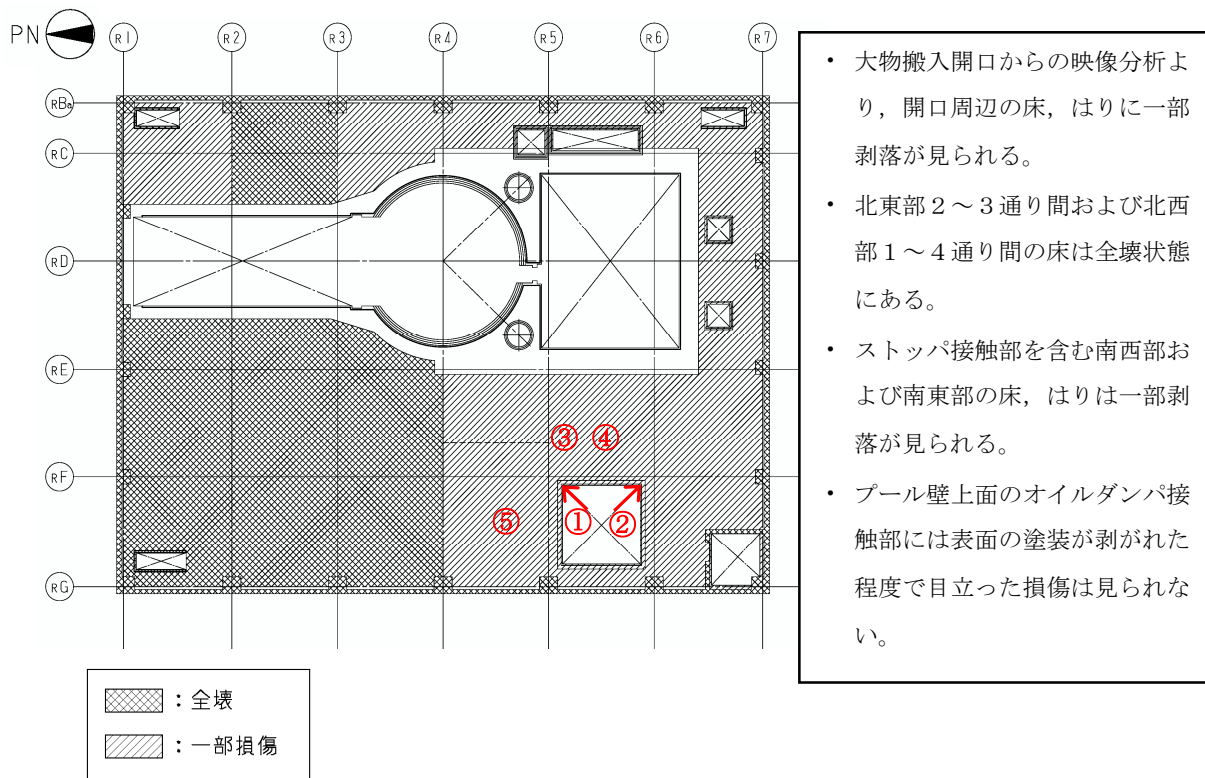 PN
R1 R2 R3 R4 R5 R6 R7
RBa
RC
RD
RE
RF
RG
③ ④
① ②
⑤
：全壊
：一部損傷
・ 大物搬入開口からの映像分析よ
り，開口周辺の床，はりに一部
剥落が見られる。
・ 北東部２～３通り間および北西
部１～４通り間の床は全壊状態
にある。
・ ストッパ接触部を含む南西部お
よび南東部の床，はりは一部剥
落が見られる。
・ プール壁上面のオイルダンパ接
触部には表面の塗装が剥がれた
程度で目立った損傷は見られな
い。